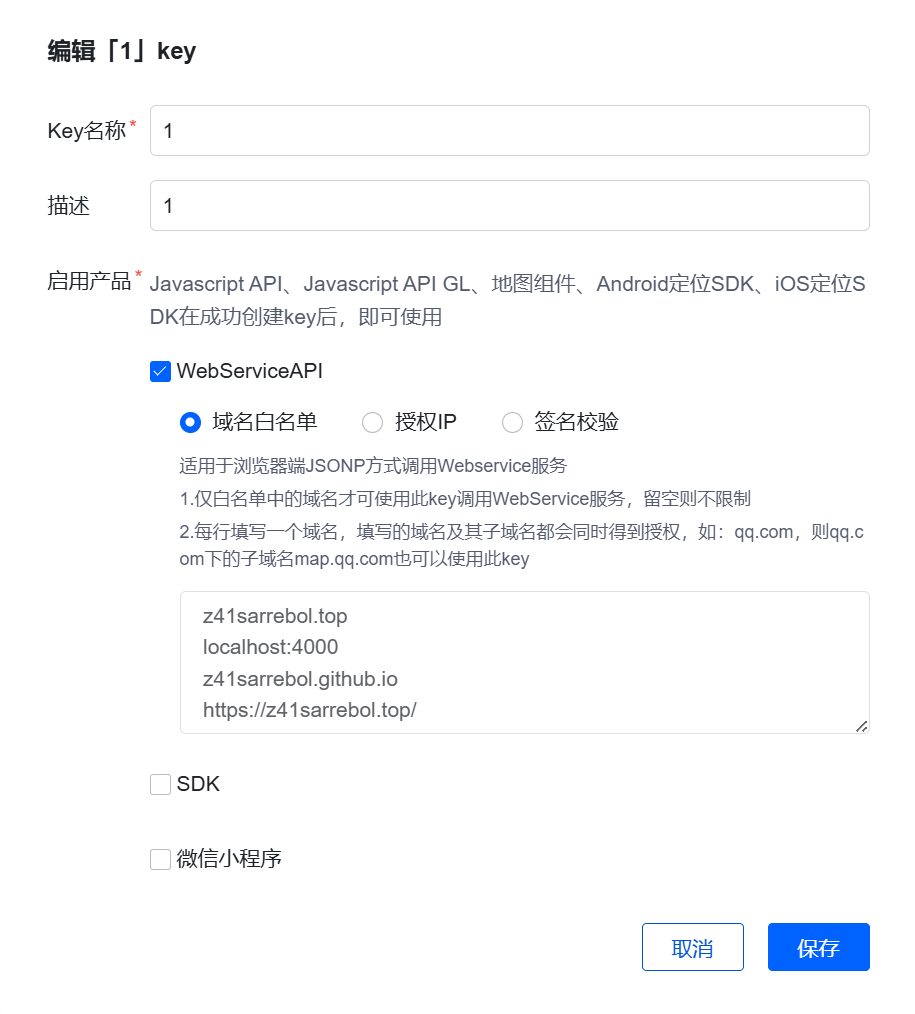 编辑「1」key
Key名称*
1
描述
1
启用产品*
Javascript API、Javascript API GL、地图组件、Android定位SDK、iOS定位S
DK在成功创建key后，即可使用
WebServiceAPI
域名白名单 授权IP 签名校验
适用于浏览器端JSONP方式调用Webservice服务
1.仅白名单中的域名才可使用此key调用WebService服务，留空则不限制
2.每行填写一个域名，填写的域名及其子域名都会同时得到授权，如：qq.com，则qq.c
om下的子域名map.qq.com也可以使用此key
z41sarrebol.top
localhost:4000
z41sarrebol.github.io
https://z41sarrebol.top/
SDK
微信小程序
取消 保存